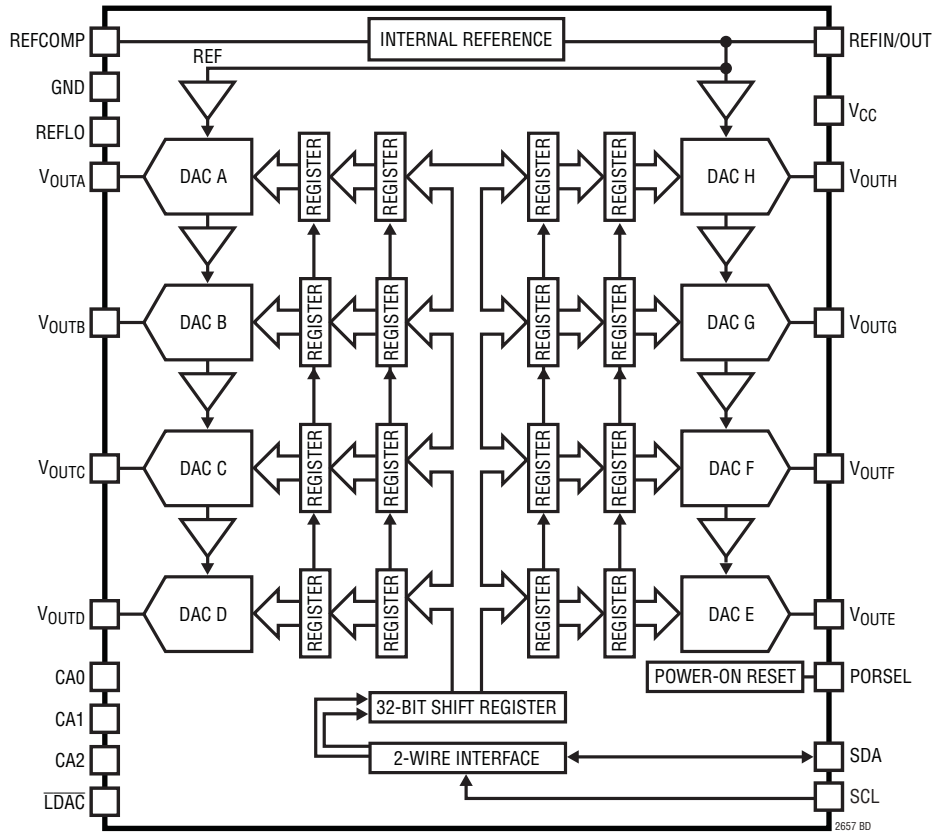 REFCOMP
INTERNAL REFERENCE
REFIN/OUT
REF
GND
VCC
REFLO
VOUTA
DAC A
REGISTER
REGISTER
REGISTER
REGISTER
DAC H
VOUTH
VOUTB
DAC B
REGISTER
REGISTER
REGISTER
REGISTER
DAC G
VOUTG
VOUTC
DAC C
REGISTER
REGISTER
REGISTER
REGISTER
DAC F
VOUTF
VOUTD
DAC D
REGISTER
REGISTER
REGISTER
REGISTER
DAC E
VOUTE
CA0
POWER-ON RESET
PORSEL
CA1
32-BIT SHIFT REGISTER
CA2
2-WIRE INTERFACE
SDA
LDAC
SCL
2657 BD